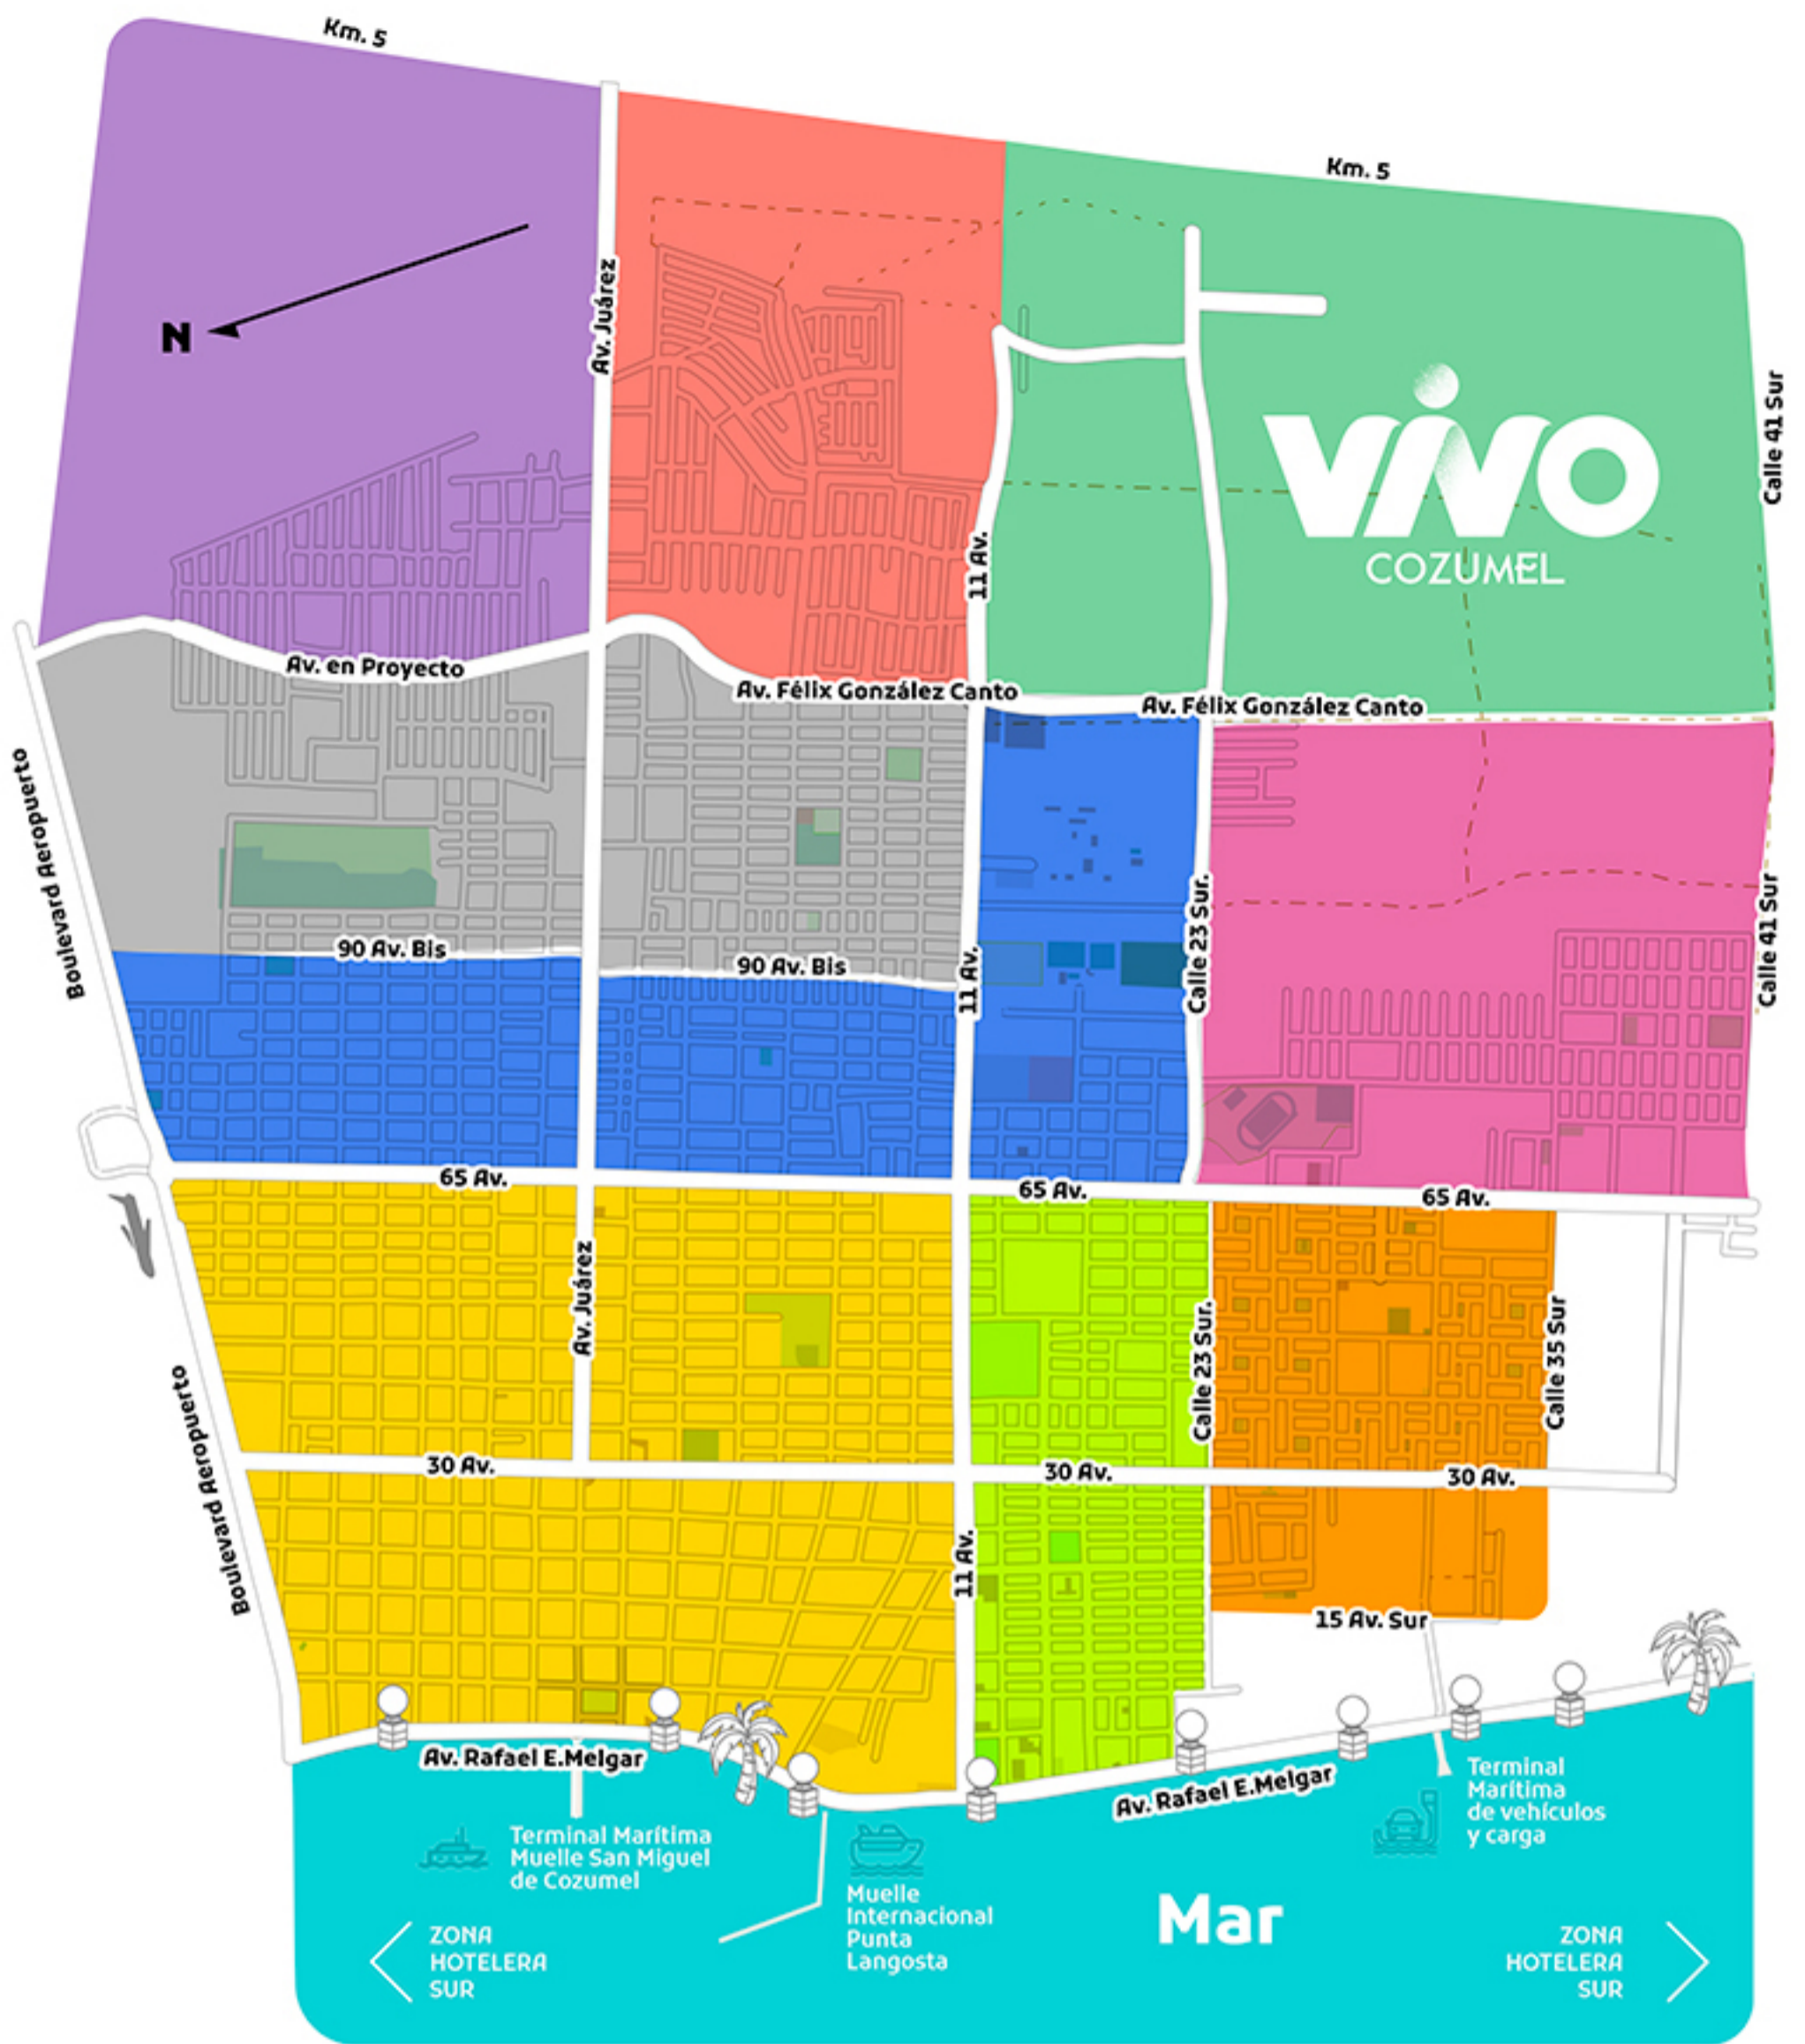 Km. 5
Km. 5
N
Av. Juárez
Calle 41 Sur
VIVO
COZUMEL
11 Av.
Av. en Proyecto
Av. Félix González Canto
Av. Félix González Canto
Boulevard Aeropuerto
90 Av. Bis
90 Av. Bis
11 Av.
Calle 23 Sur.
Calle 41 Sur
65 Av.
65 Av.
65 Av.
Av. Juárez
Calle 23 Sur.
Calle 35 Sur
Boulevard Aeropuerto
30 Av.
30 Av.
30 Av.
11 Av.
15 Av. Sur
Av. Rafael E.Melgar
Av. Rafael E.Melgar
Terminal Marítima
Muelle San Miguel
de Cozumel
Muelle
Internacional
Punta
Langosta
Terminal
Marítima
de vehículos
y carga
Mar
ZONA
HOTELERA
SUR
ZONA
HOTELERA
SUR